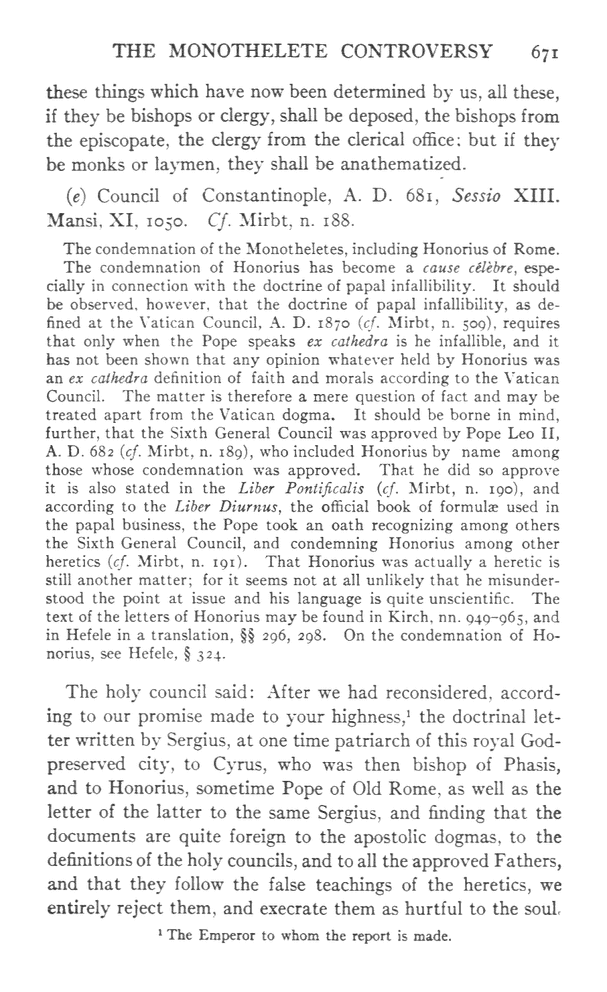 THE MONOTHELETE CONTROVERSY 671
these things which have now been determined by us, all these,
if they be bishops or clergy, shall be deposed, the bishops from
the episcopate, the clergy from the clerical office; but if they
be monks or laymen, they shall be anathematized.
(e) Council of Constantinople, A. D. 681, Sessio XIII.
Mansi, XI, 1050. Cf. Mirbt, n. 188.
The condemnation of the Monotheletes, including Honorius of Rome.
The condemnation of Honorius has become a cause célèbre, espe-
cially in connection with the doctrine of papal infallibility. It should
be observed, however, that the doctrine of papal infallibility, as de-
fined at the Vatican Council, A. D. 1870 (cf. Mirbt, n. 509), requires
that only when the Pope speaks ex cathedra is he infallible, and it
has not been shown that any opinion whatever held by Honorius was
an ex cathedra definition of faith and morals according to the Vatican
Council. The matter is therefore a mere question of fact and may be
treated apart from the Vatican dogma. It should be borne in mind,
further, that the Sixth General Council was approved by Pope Leo II,
A. D. 682 (cf. Mirbt, n. 189), who included Honorius by name among
those whose condemnation was approved. That he did so approve
it is also stated in the Liber Pontificalis (cf. Mirbt, n. 190), and
according to the Liber Diurnus, the official book of formulæ used in
the papal business, the Pope took an oath recognizing among others
the Sixth General Council, and condemning Honorius among other
heretics (cf. Mirbt, n. 191). That Honorius was actually a heretic is
still another matter; for it seems not at all unlikely that he misunder-
stood the point at issue and his language is quite unscientific. The
text of the letters of Honorius may be found in Kirch, nn. 949-965, and
in Hefele in a translation, §§ 296, 298. On the condemnation of Ho-
norius, see Hefele, § 324.
The holy council said: After we had reconsidered, accord-
ing to our promise made to your highness,¹ the doctrinal let-
ter written by Sergius, at one time patriarch of this royal God-
preserved city, to Cyrus, who was then bishop of Phasis,
and to Honorius, sometime Pope of Old Rome, as well as the
letter of the latter to the same Sergius, and finding that the
documents are quite foreign to the apostolic dogmas, to the
definitions of the holy councils, and to all the approved Fathers,
and that they follow the false teachings of the heretics, we
entirely reject them, and execrate them as hurtful to the soul.
¹ The Emperor to whom the report is made.